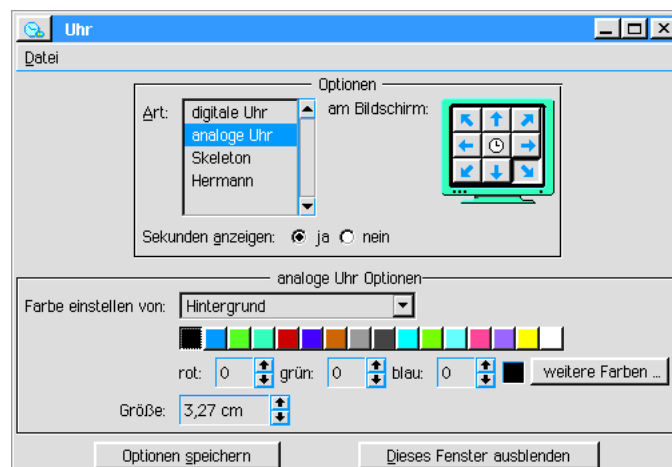 Uhr
Datei
Optionen
Art: digitale Uhr am Bildschirm:
analoge Uhr
Skeleton
Hermann
Sekunden anzeigen: ja nein
analoge Uhr Optionen
Farbe einstellen von: Hintergrund
rot: 0 grün: 0 blau: 0 weitere Farben ...
Größe: 3,27 cm
Optionen speichern Dieses Fenster ausblenden